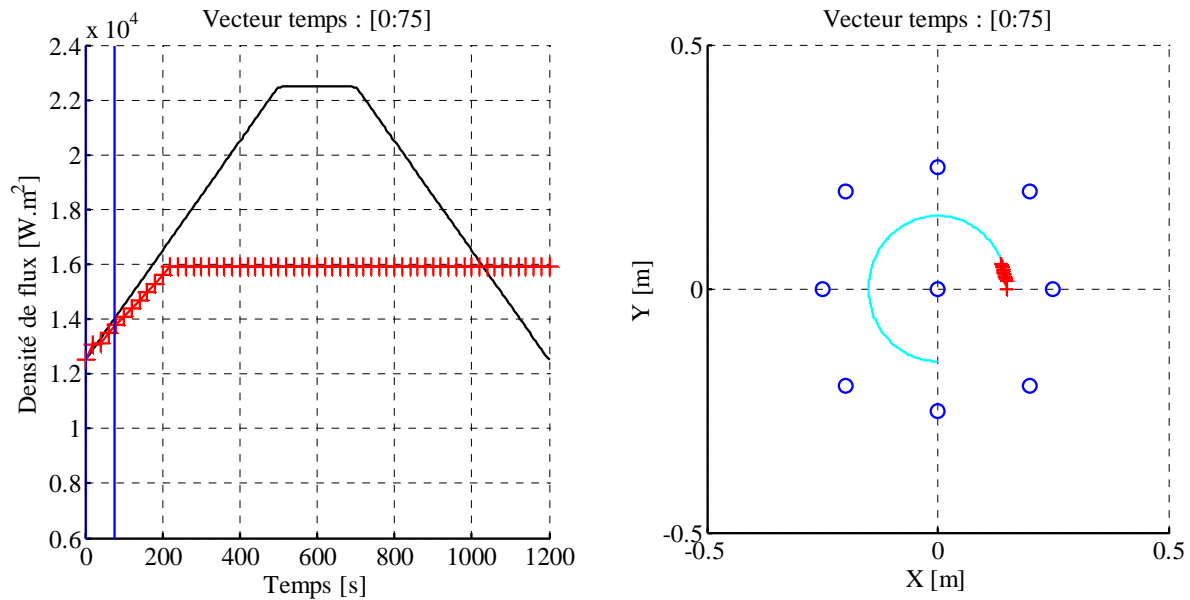 Vecteur temps : [0:75]
x 10^4
2.4
2.2
2
1.8
1.6
1.4
1.2
1
0.8
0.6
0 200 400 600 800 1000 1200
Densité de flux [W.m²]
Temps [s]
Vecteur temps : [0:75]
0.5
0
-0.5
-0.5 0 0.5
Y [m]
X [m]